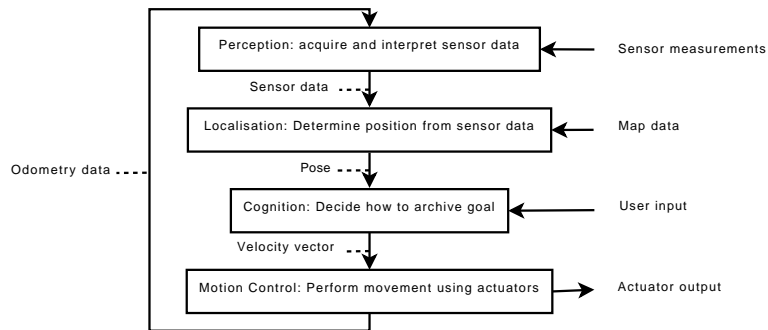 Perception: acquire and interpret sensor data
Sensor measurements
Sensor data
Localisation: Determine position from sensor data
Map data
Odometry data
Pose
Cognition: Decide how to archive goal
User input
Velocity vector
Motion Control: Perform movement using actuators
Actuator output